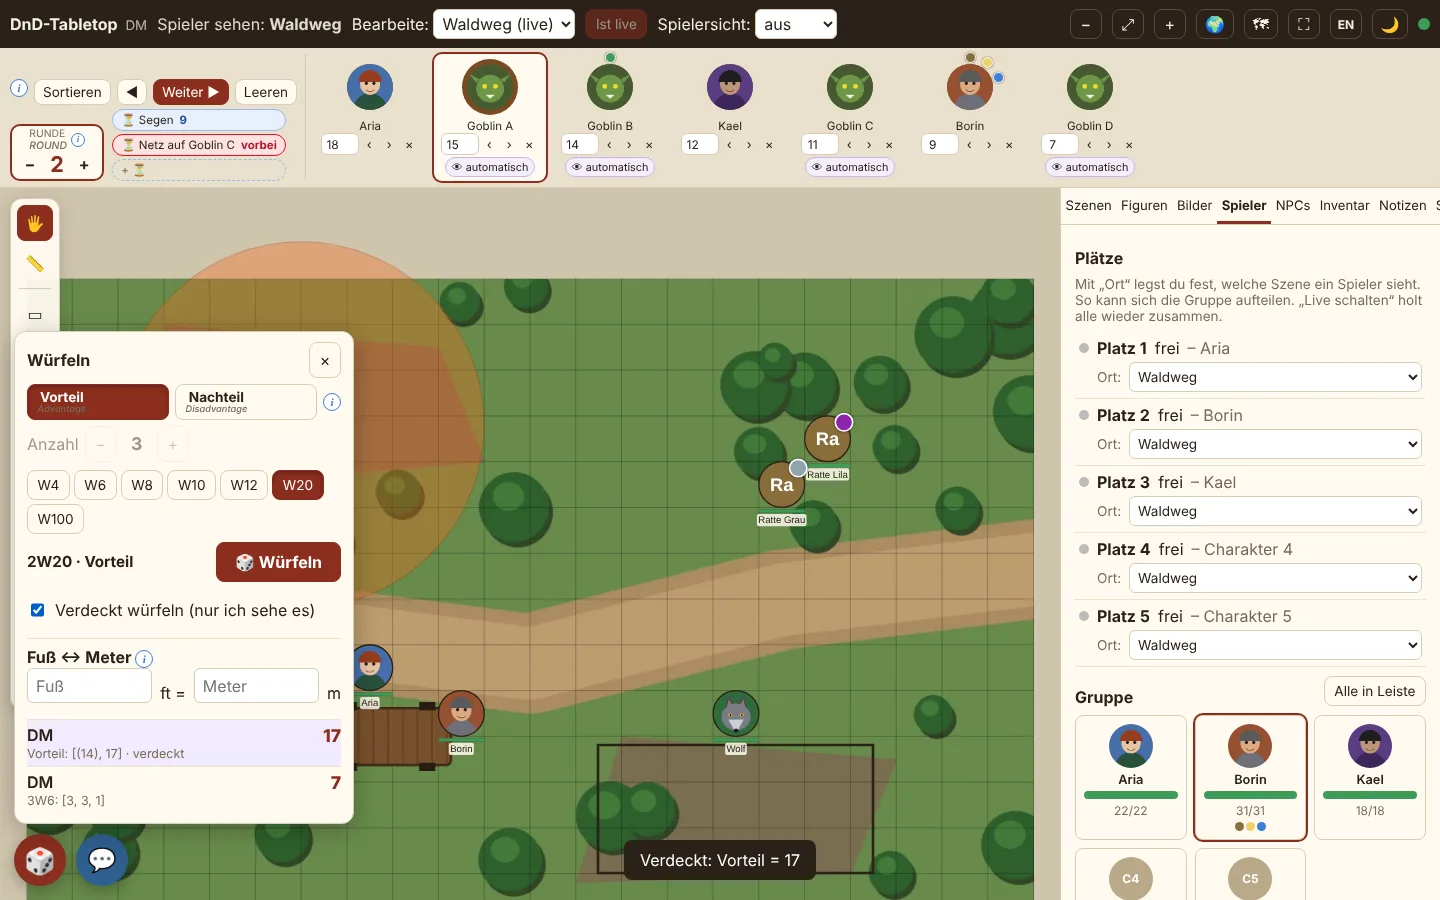 DnD-Tabletop DM Spieler sehen: Waldweg Bearbeite: Waldweg (live) Ist live Spielersicht: aus − + EN
i Sortieren ◀ Weiter ▶ Leeren
RUNDE
ROUND i
− 2 +
Segen 9
Netz auf Goblin C vorbei
+
Aria
18 ‹ › ×
Goblin A
15 ‹ › ×
automatisch
Goblin B
14 ‹ › ×
automatisch
Kael
12 ‹ › ×
Goblin C
11 ‹ › ×
automatisch
Borin
9 ‹ › ×
Goblin D
7 ‹ › ×
automatisch
Würfeln ×
Vorteil
Advantage
Nachteil
Disadvantage
i
Anzahl − 3 +
W4 W6 W8 W10 W12 W20
W100
2W20 · Vorteil Würfeln
Verdeckt würfeln (nur ich sehe es)
Fuß ↔ Meter i
Fuß ft = Meter m
DM 17
Vorteil: [(14), 17] · verdeckt
DM 7
3W6: [3, 3, 1]
Ra
Ratte Lila
Ra
Ratte Grau
Aria
Borin
Wolf
Verdeckt: Vorteil = 17
Szenen Figuren Bilder Spieler NPCs Inventar Notizen S
Plätze
Mit „Ort“ legst du fest, welche Szene ein Spieler sieht.
So kann sich die Gruppe aufteilen. „Live schalten“ holt
alle wieder zusammen.
Platz 1 frei – Aria
Ort: Waldweg
Platz 2 frei – Borin
Ort: Waldweg
Platz 3 frei – Kael
Ort: Waldweg
Platz 4 frei – Charakter 4
Ort: Waldweg
Platz 5 frei – Charakter 5
Ort: Waldweg
Gruppe Alle in Leiste
Aria
22/22
Borin
31/31
Kael
18/18
C4 C5